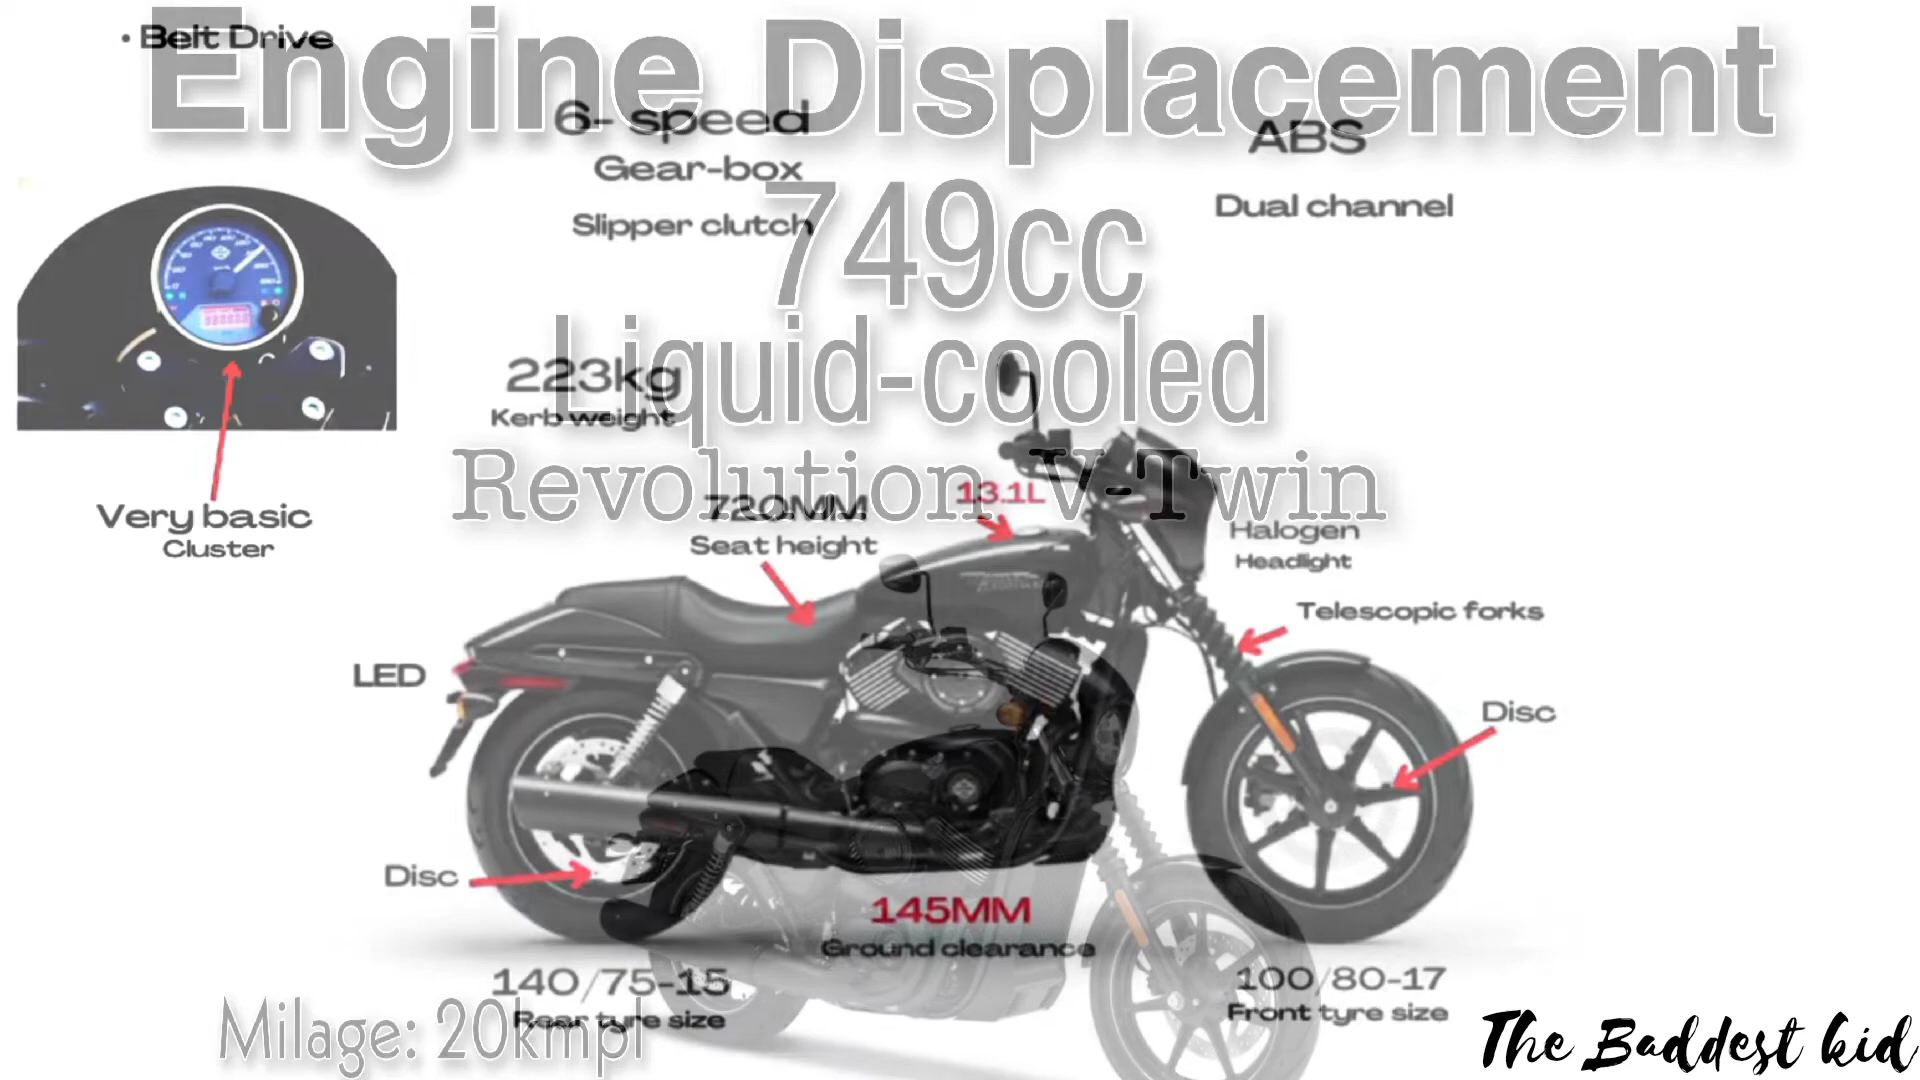 • Belt Drive
Engine Displacement
6- speed
Gear-box
Slipper clutch
ABS
Dual channel
749cc
Liquid-cooled
Revolution V-Twin
223kg
Kerb weight
720MM
Seat height
13.1L
Very basic
Cluster
Halogen
Headlight
Telescopic forks
LED
Disc
Disc
145MM
Ground clearance
140/75-15
Rear tyre size
100/80-17
Front tyre size
Milage: 20kmpl
The Baddest kid